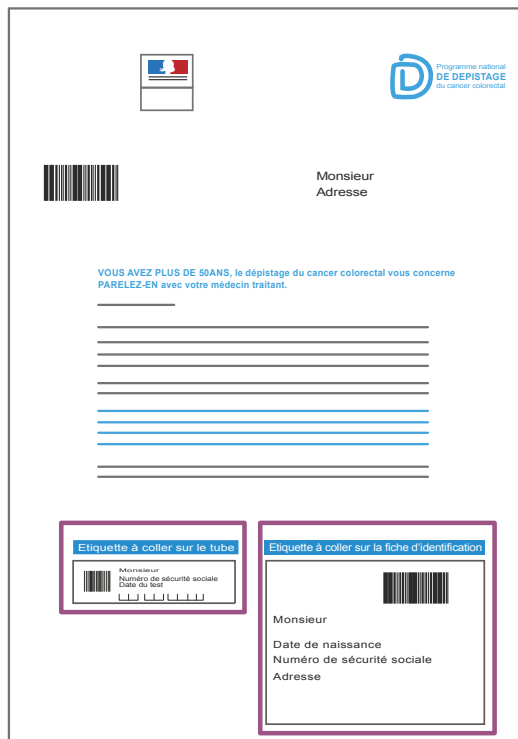 Programme national
DE DEPISTAGE
du cancer colorectal
Monsieur
Adresse
VOUS AVEZ PLUS DE 50ANS, le dépistage du cancer colorectal vous concerne
PARELEZ-EN avec votre médecin traitant.
Etiquette à coller sur le tube
Monsieur
Numéro de sécurité sociale
Date du test
Etiquette à coller sur la fiche d'identification
Monsieur
Date de naissance
Numéro de sécurité sociale
Adresse